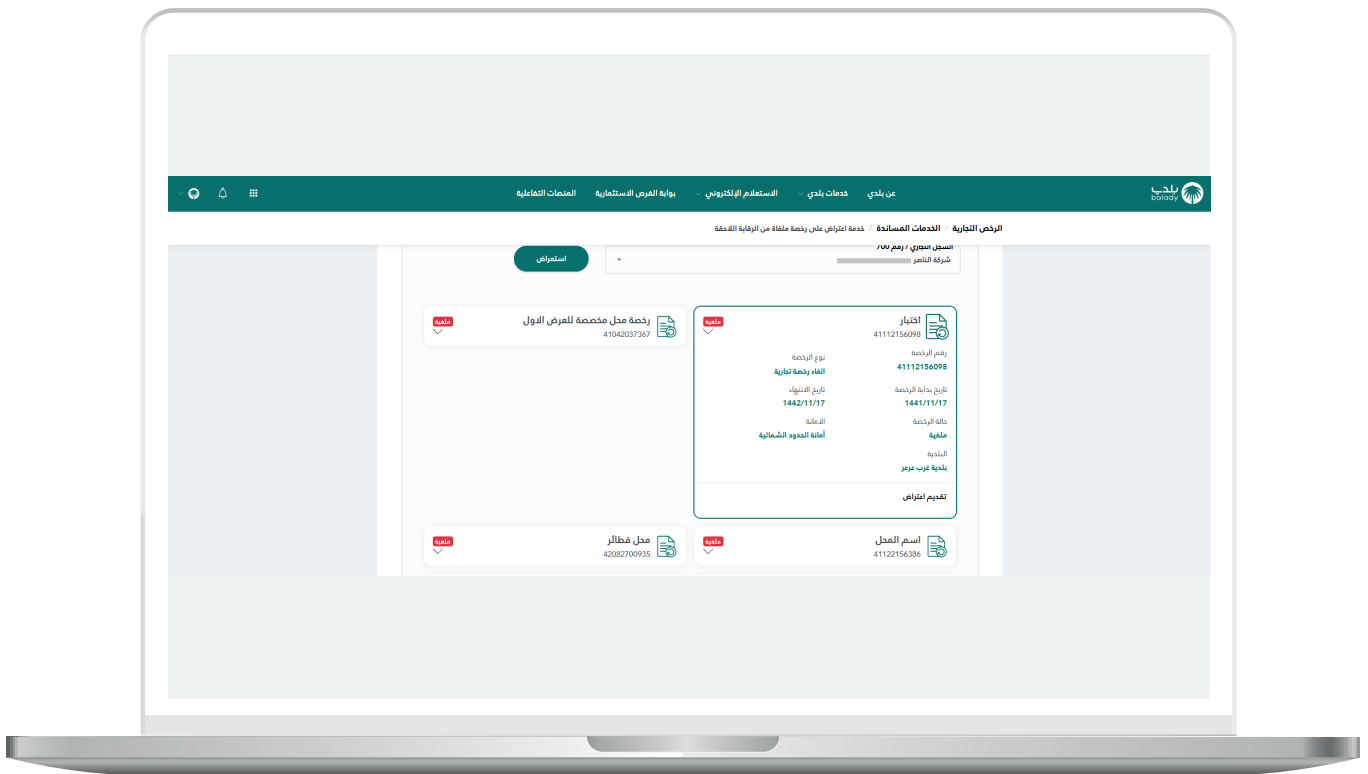 بلدي
balady
عن بلدي
خدمات بلدي
الاستعلام الإلكتروني
بوابة الفرص الاستثمارية
المنصات التفاعلية
الرخص التجارية / الخدمات المساندة / خدمة اعتراض على رخصة ملغاة من الرقابة اللاحقة
السجل التجاري / رقم 700
شركة الناصر
استعراض
اختبار
41112156098
ملغية
رقم الرخصة
41112156098
نوع الرخصة
الغاء رخصة تجارية
تاريخ بداية الرخصة
1441/11/17
تاريخ الانتهاء
1442/11/17
حالة الرخصة
ملغية
الامانة
أمانة الحدود الشمالية
البلدية
بلدية غرب عرعر
تقديم اعتراض
رخصة محل مخصصة للعرض الاول
41042037367
ملغية
اسم المحل
41122156386
ملغية
محل فطائر
42082700935
ملغية